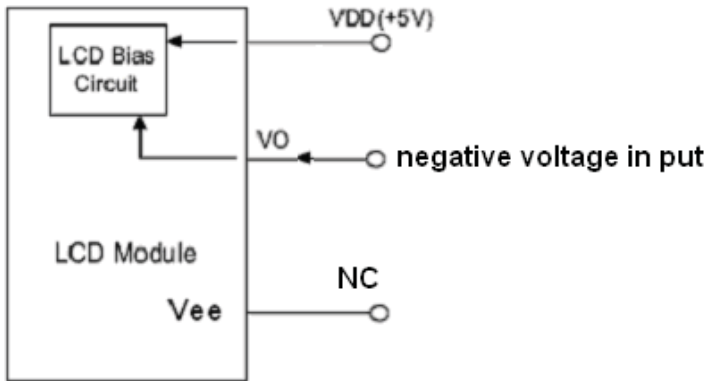 VDD(+5V)
LCD Bias
Circuit
VO
negative voltage in put
LCD Module
NC
Vee